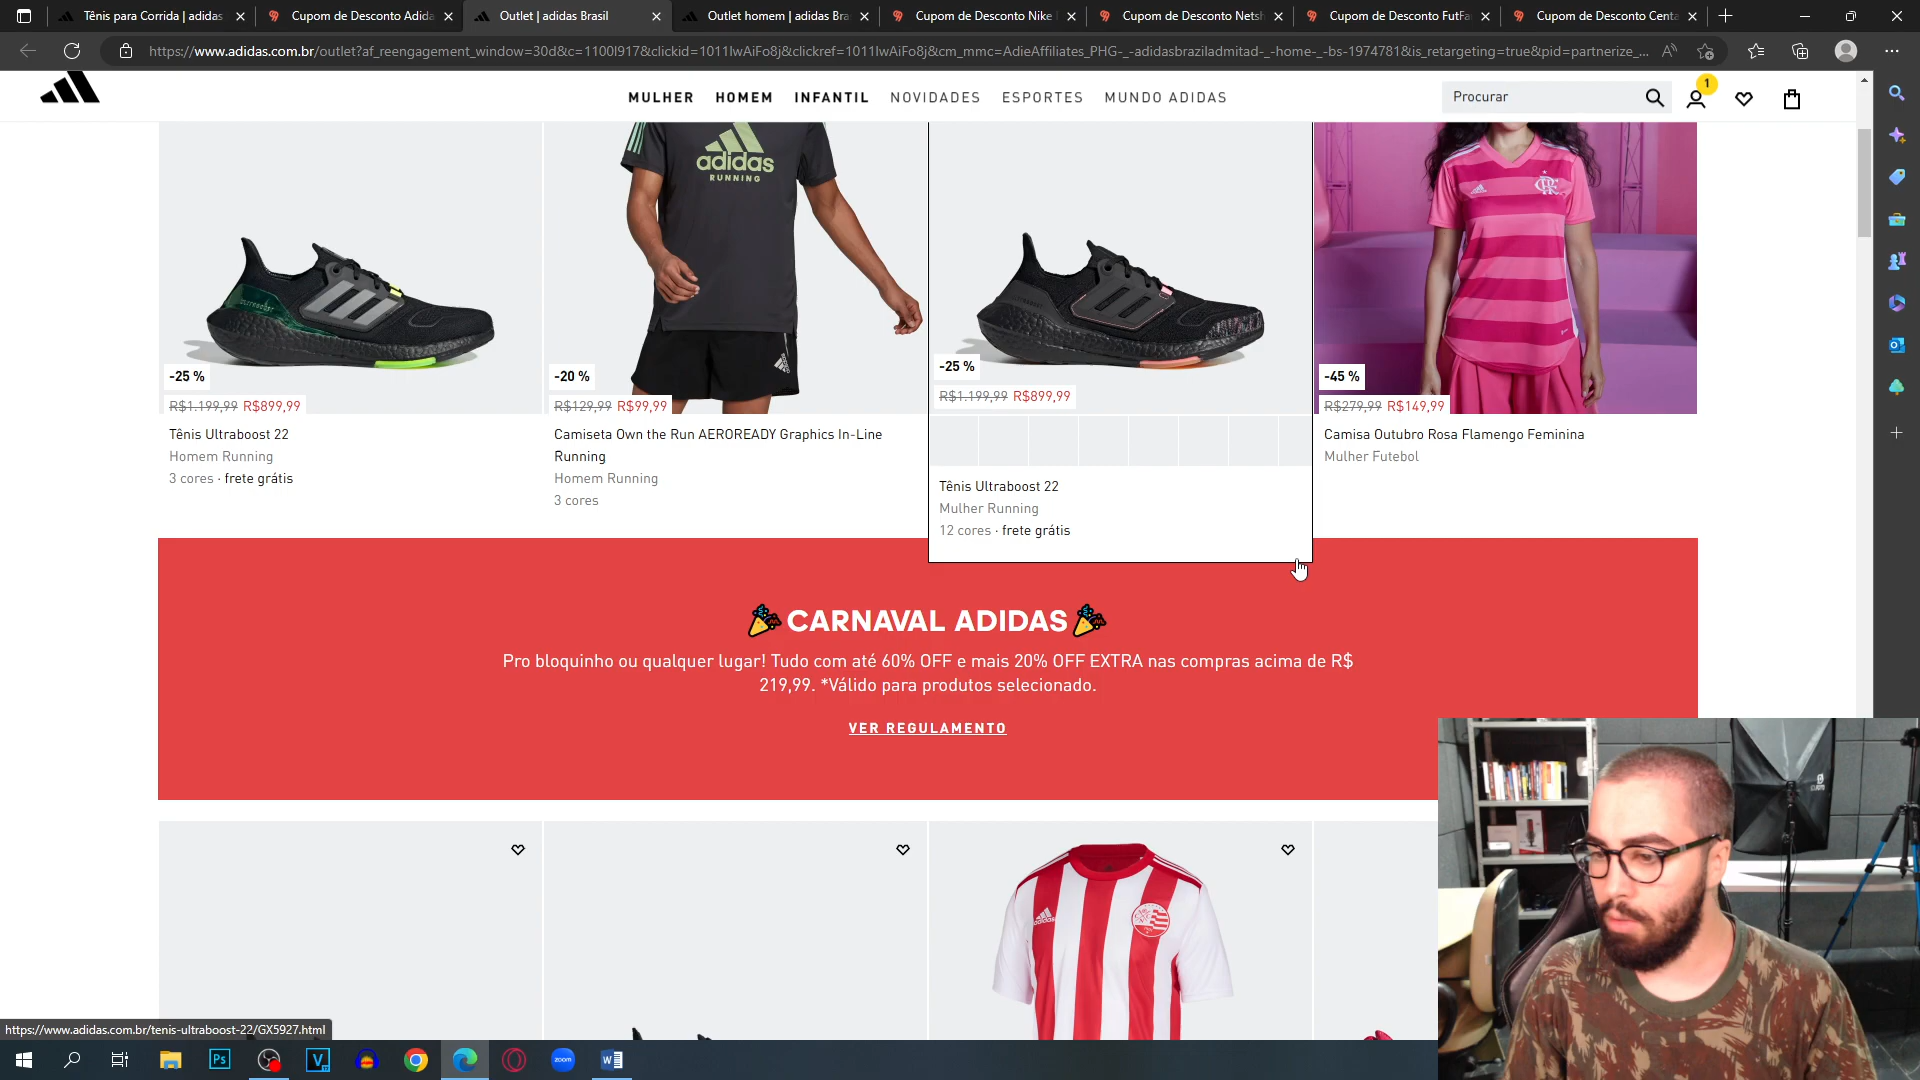 Tênis para Corrida | adidas
Cupom de Desconto Adida
Outlet | adidas Brasil
Outlet homem | adidas Bra
Cupom de Desconto Nike
Cupom de Desconto Netsh
Cupom de Desconto FutFa
Cupom de Desconto Centa
https://www.adidas.com.br/outlet?af_reengagement_window=30d&c=1100l917&clickid=1011lwAiFo8j&clickref=1011lwAiFo8j&cm_mmc=AdieAffiliates_PHG-_-adidasbraziladmitad-_-home-_-bs-1974781&is_retargeting=true&pid=partnerize_...
MULHER HOMEM INFANTIL NOVIDADES ESPORTES MUNDO ADIDAS
Procurar
1
adidas
RUNNING
-25 %
R$1.199,99 R$899,99
Tênis Ultraboost 22
Homem Running
3 cores · frete grátis
-20 %
R$129,99 R$99,99
Camiseta Own the Run AEROREADY Graphics In-Line
Running
Homem Running
3 cores
-25 %
R$1.199,99 R$899,99
Tênis Ultraboost 22
Mulher Running
12 cores · frete grátis
-45 %
R$279,99 R$149,99
Camisa Outubro Rosa Flamengo Feminina
Mulher Futebol
CARNAVAL ADIDAS
Pro bloquinho ou qualquer lugar! Tudo com até 60% OFF e mais 20% OFF EXTRA nas compras acima de R$
219,99. *Válido para produtos selecionado.
VER REGULAMENTO
https://www.adidas.com.br/tenis-ultraboost-22/GX5927.html
Ps
V
zoom
W